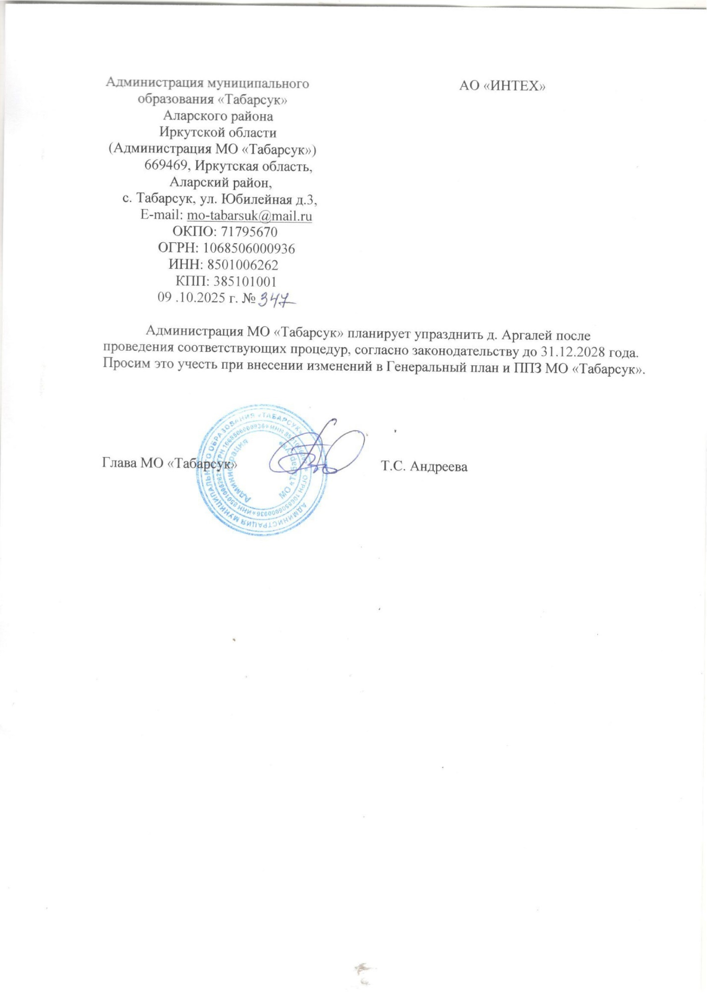 Администрация муниципального
образования «Табарсук»
Аларского района
Иркутской области
(Администрация МО «Табарсук»)
669469, Иркутская область,
Аларский район,
с. Табарсук, ул. Юбилейная д.3,
E-mail: mo-tabarsuk@mail.ru
ОКПО: 71795670
ОГРН: 1068506000936
ИНН: 8501006262
КПП: 385101001
09 .10.2025 г. № 347
АО «ИНТЕХ»
Администрация МО «Табарсук» планирует упразднить д. Аргалей после
проведения соответствующих процедур, согласно законодательству до 31.12.2028 года.
Просим это учесть при внесении изменений в Генеральный план и ППЗ МО «Табарсук».
Глава МО «Табарсук»
Т.С. Андреева
АДМИНИСТРАЦИЯ МУНИЦИПАЛЬНОГО ОБРАЗОВАНИЯ «ТАБАРСУК»
ОГРН 1068506000936*ИНН 8501006262 * ОГРН 1068506000936*ИНН 8501006262
Администрация
МО «Табарсук»